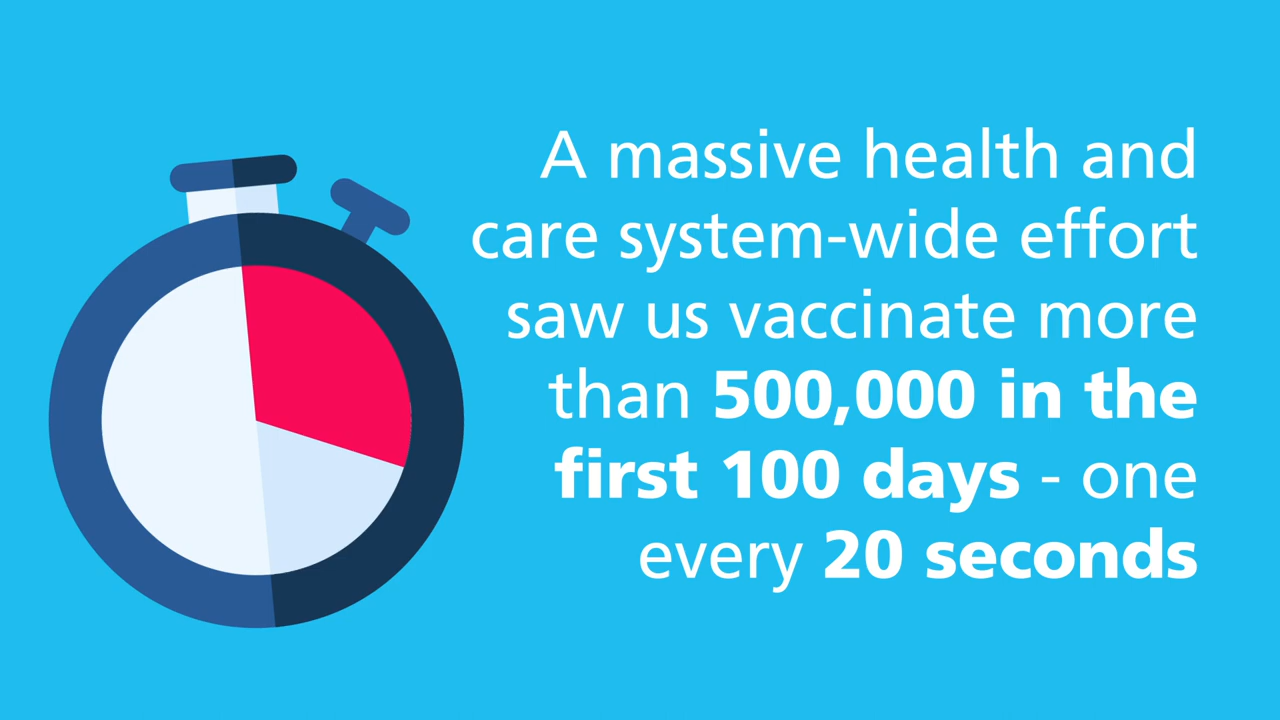 A massive health and
care system-wide effort
saw us vaccinate more
than 500,000 in the
first 100 days - one
every 20 seconds